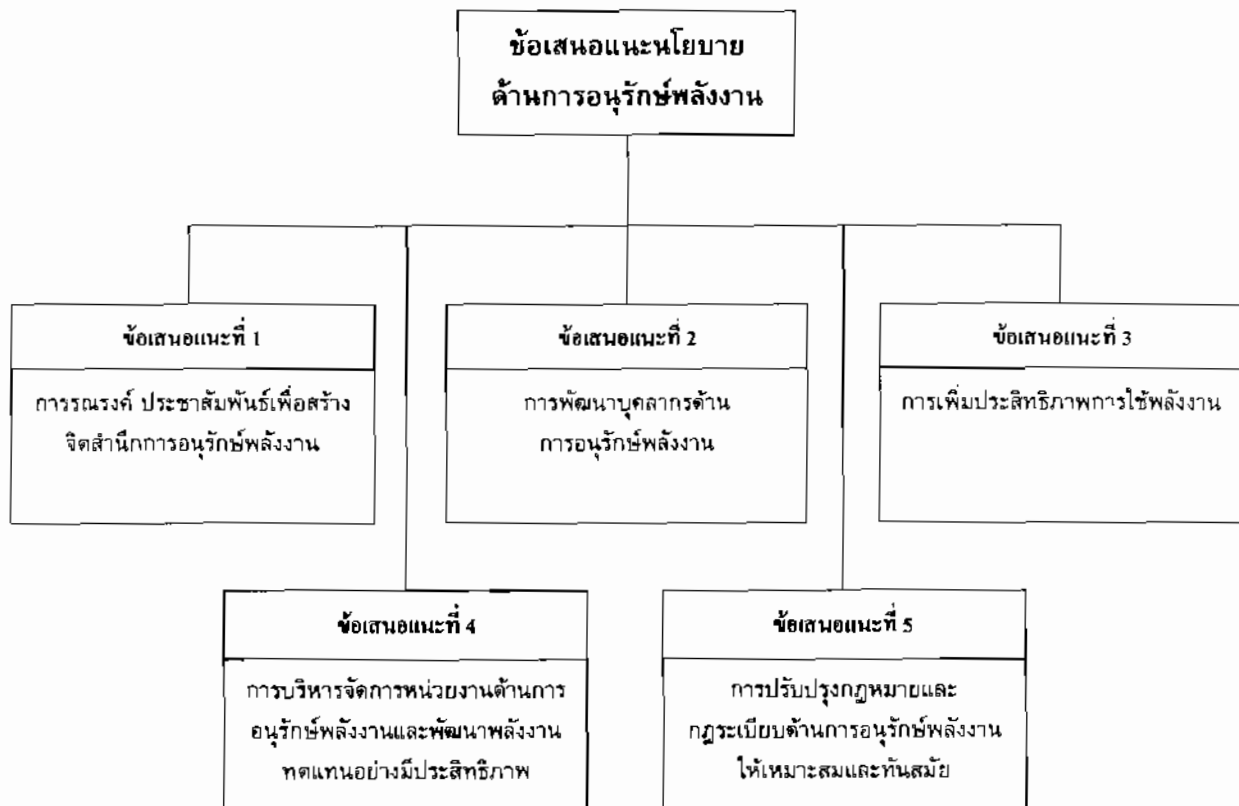 ข้อเสนอแนะนโยบาย
ด้านการอนุรักษ์พลังงาน
ข้อเสนอแนะที่ 1
การรณรงค์ ประชาสัมพันธ์เพื่อสร้าง
จิตสำนึกการอนุรักษ์พลังงาน
ข้อเสนอแนะที่ 2
การพัฒนาบุคลากรด้าน
การอนุรักษ์พลังงาน
ข้อเสนอแนะที่ 3
การเพิ่มประสิทธิภาพการใช้พลังงาน
ข้อเสนอแนะที่ 4
การบริหารจัดการหน่วยงานด้านการ
อนุรักษ์พลังงานและพัฒนาพลังงาน
ทดแทนอย่างมีประสิทธิภาพ
ข้อเสนอแนะที่ 5
การปรับปรุงกฎหมายและ
กฎระเบียบด้านการอนุรักษ์พลังงาน
ให้เหมาะสมและทันสมัย